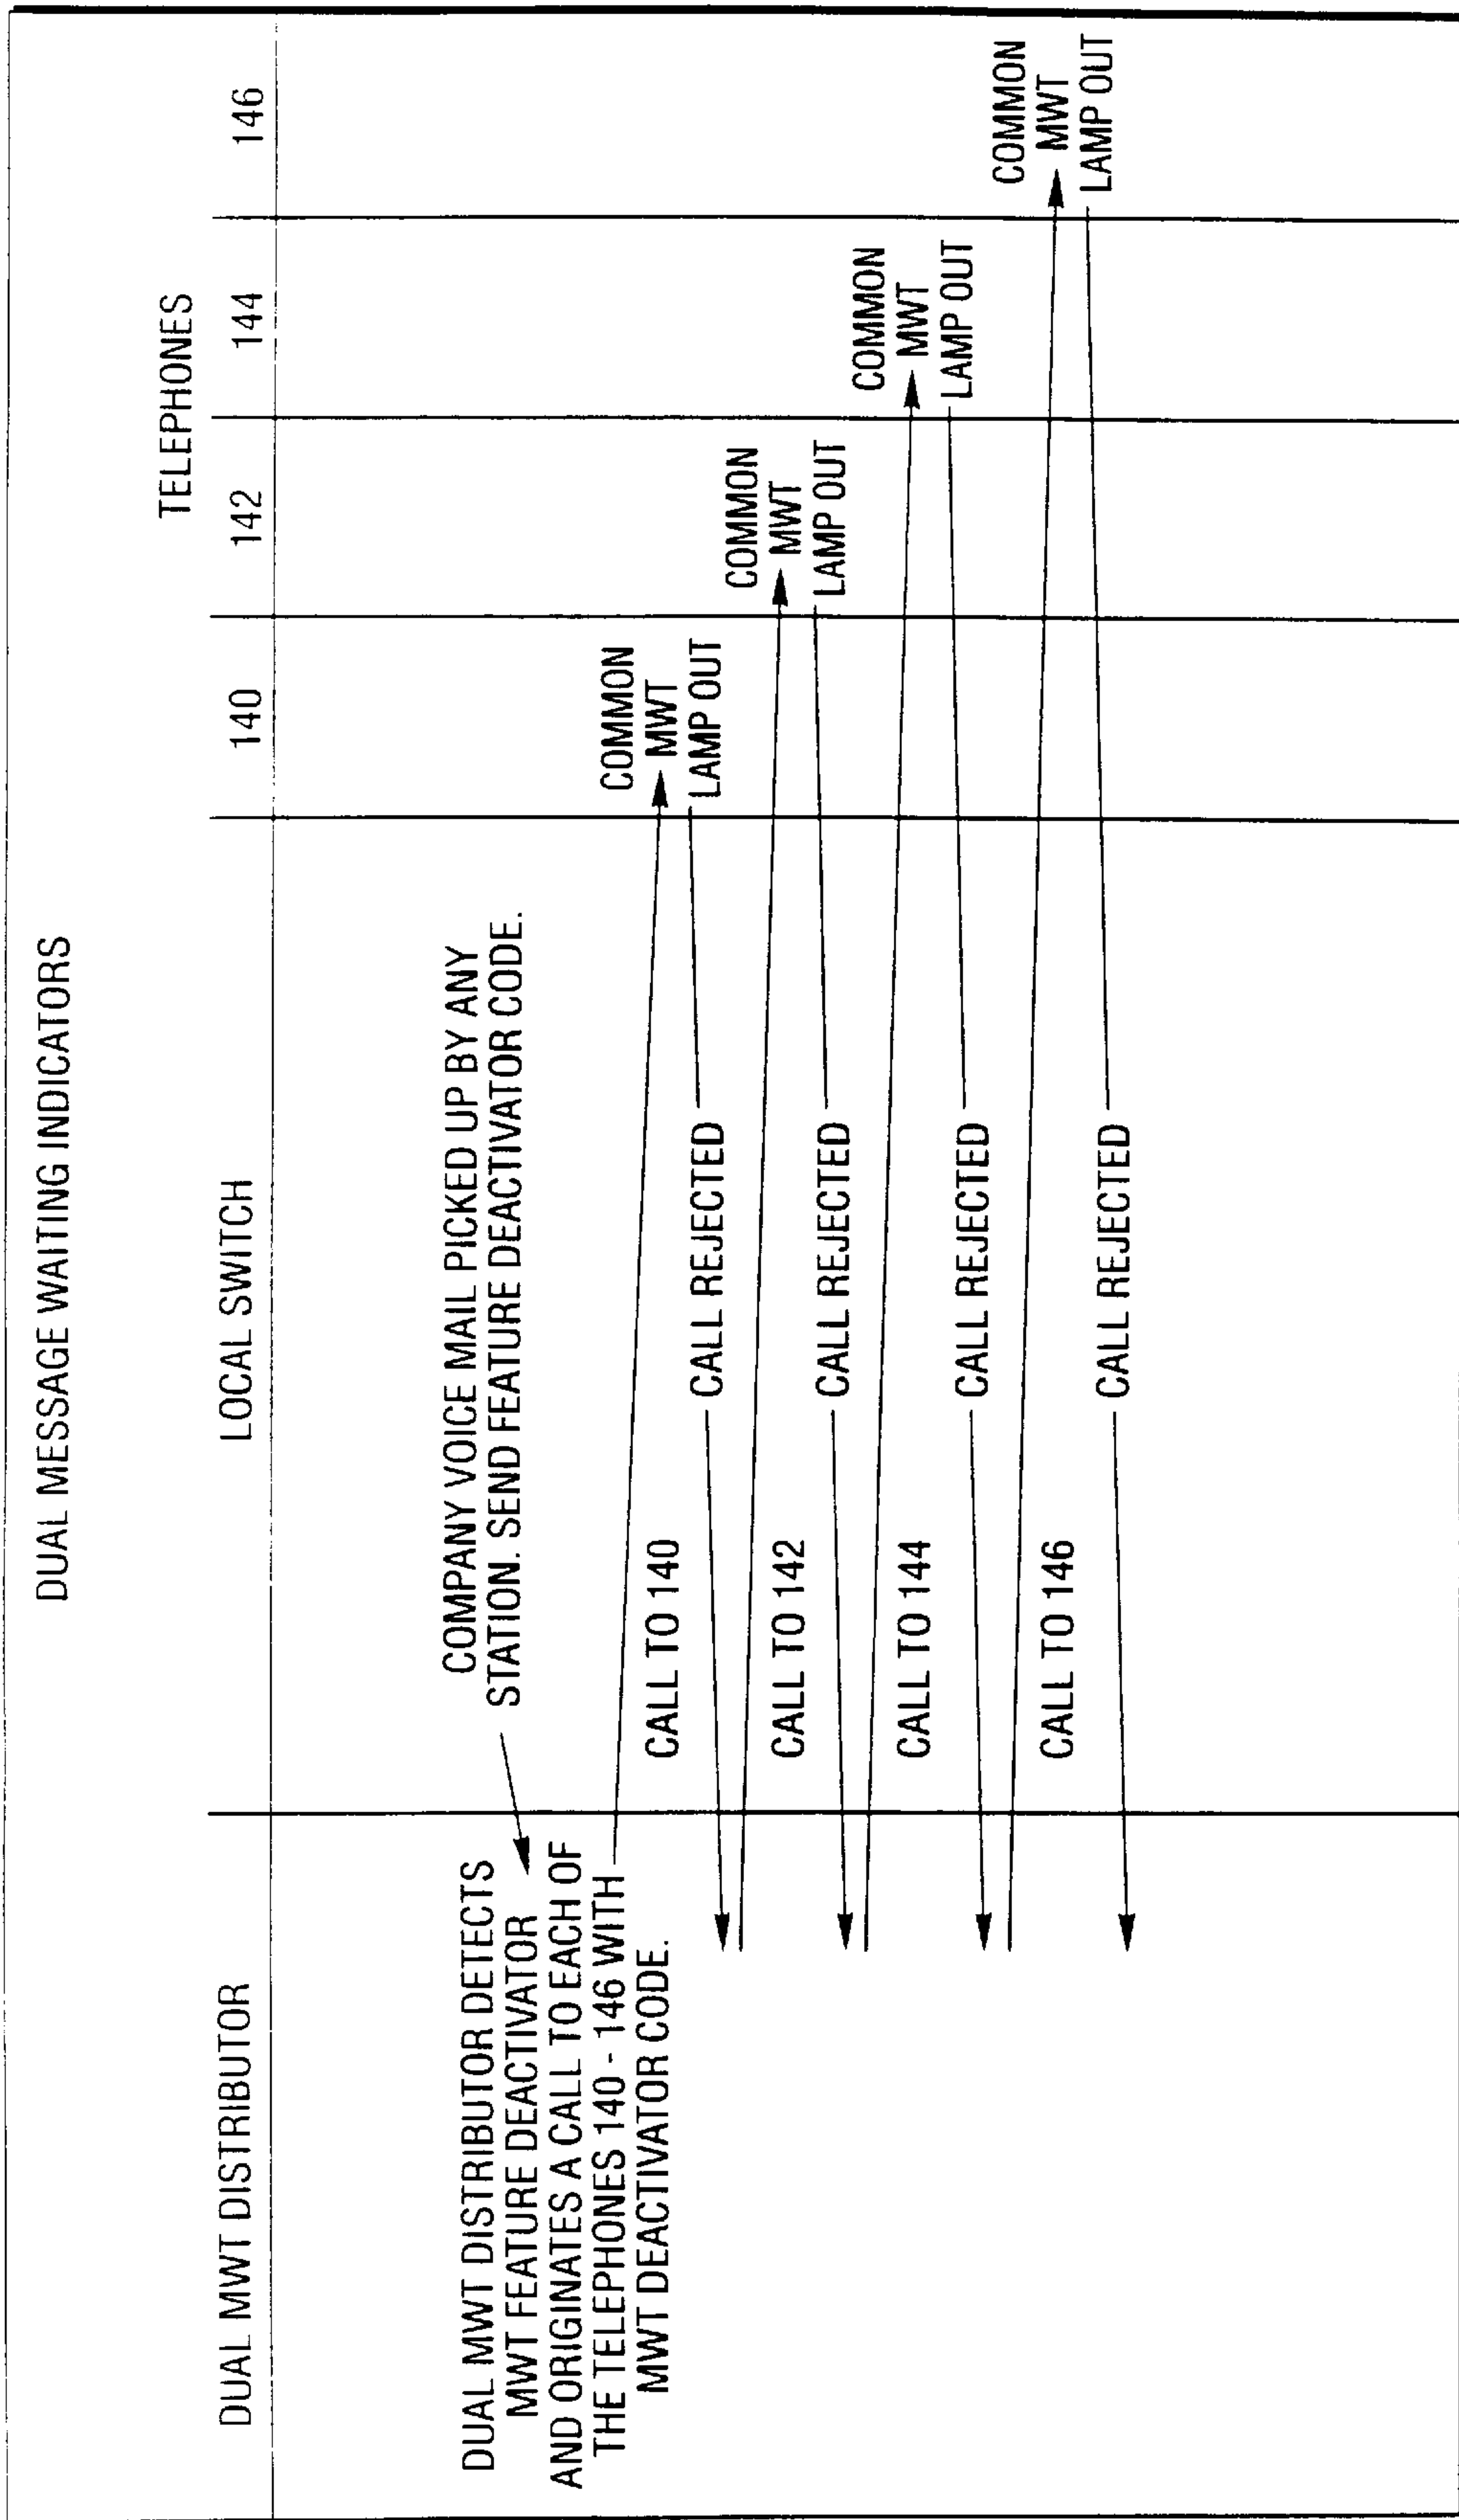 DUAL MESSAGE WAITING INDICATORS
DUAL MWT DISTRIBUTOR
LOCAL SWITCH
TELEPHONES
140
142
144
146
COMPANY VOICE MAIL PICKED UP BY ANY
STATION. SEND FEATURE DEACTIVATOR CODE.
DUAL MWT DISTRIBUTOR DETECTS
MWT FEATURE DEACTIVATOR
AND ORIGINATES A CALL TO EACH OF
THE TELEPHONES 140 - 146 WITH
MWT DEACTIVATOR CODE.
CALL TO 140
COMMON
MWT
LAMP OUT
CALL REJECTED
CALL TO 142
COMMON
MWT
LAMP OUT
CALL REJECTED
CALL TO 144
COMMON
MWT
LAMP OUT
CALL REJECTED
CALL TO 146
COMMON
MWT
LAMP OUT
CALL REJECTED